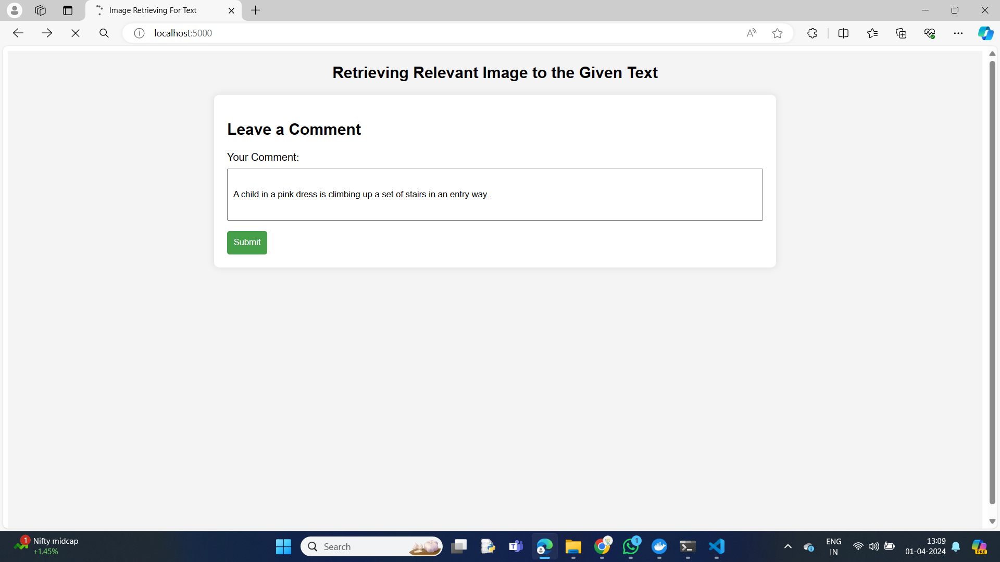 Image Retrieving For Text
localhost:5000
Retrieving Relevant Image to the Given Text
Leave a Comment
Your Comment:
A child in a pink dress is climbing up a set of stairs in an entry way .
Submit
1
Nifty midcap
+1.45%
Search
1
ENG
IN
13:09
01-04-2024
PRE